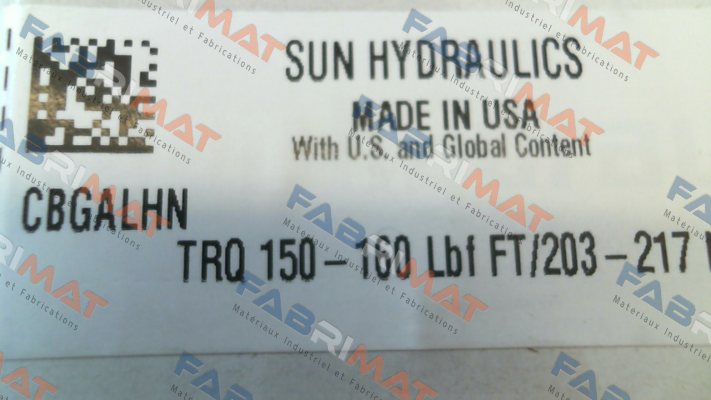 SUN HYDRAULICS
MADE IN USA
With U.S. and Global Content
CBGALHN
TRQ 150-160 Lbf FT/203-217
FABRIMAT
Matériaux Industriel et Fabrications